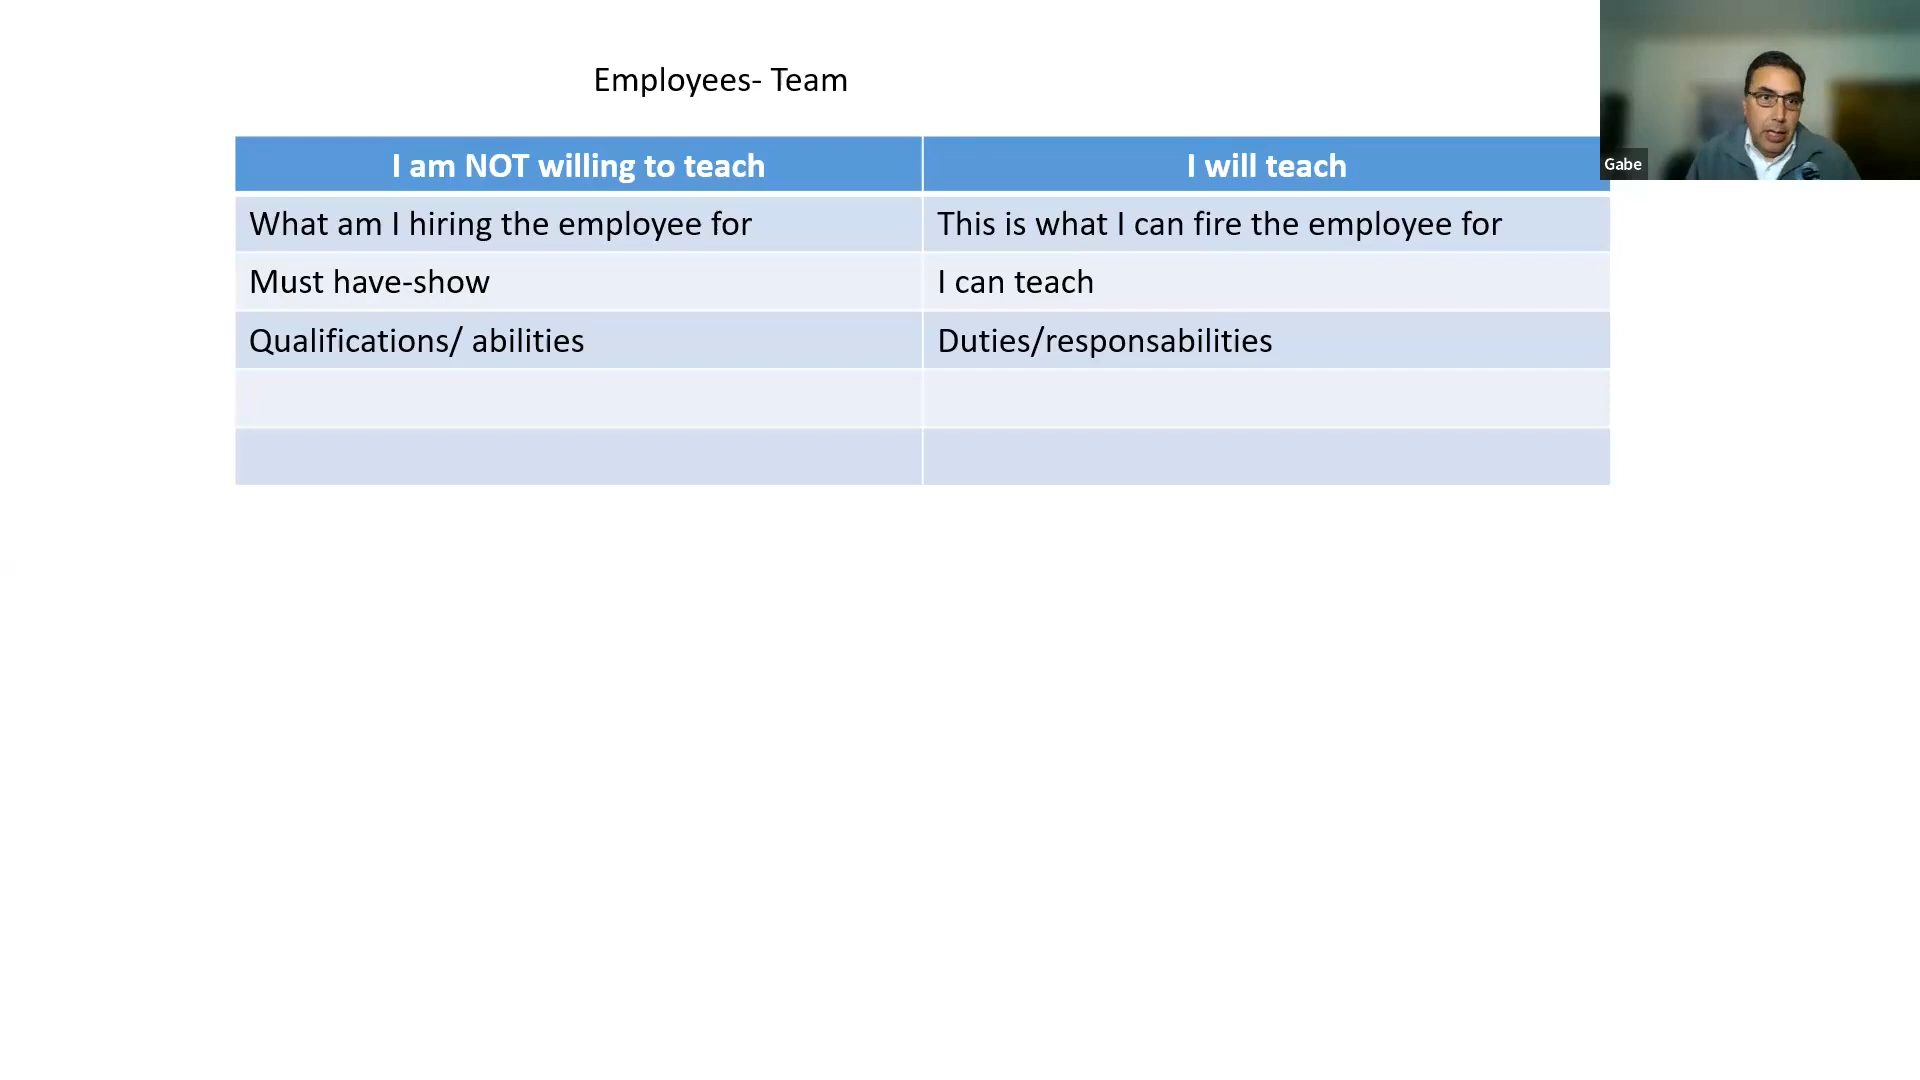 Employees- Team
I am NOT willing to teach
I will teach
What am I hiring the employee for
This is what I can fire the employee for
Must have-show
I can teach
Qualifications/ abilities
Duties/responsabilities
Gabe